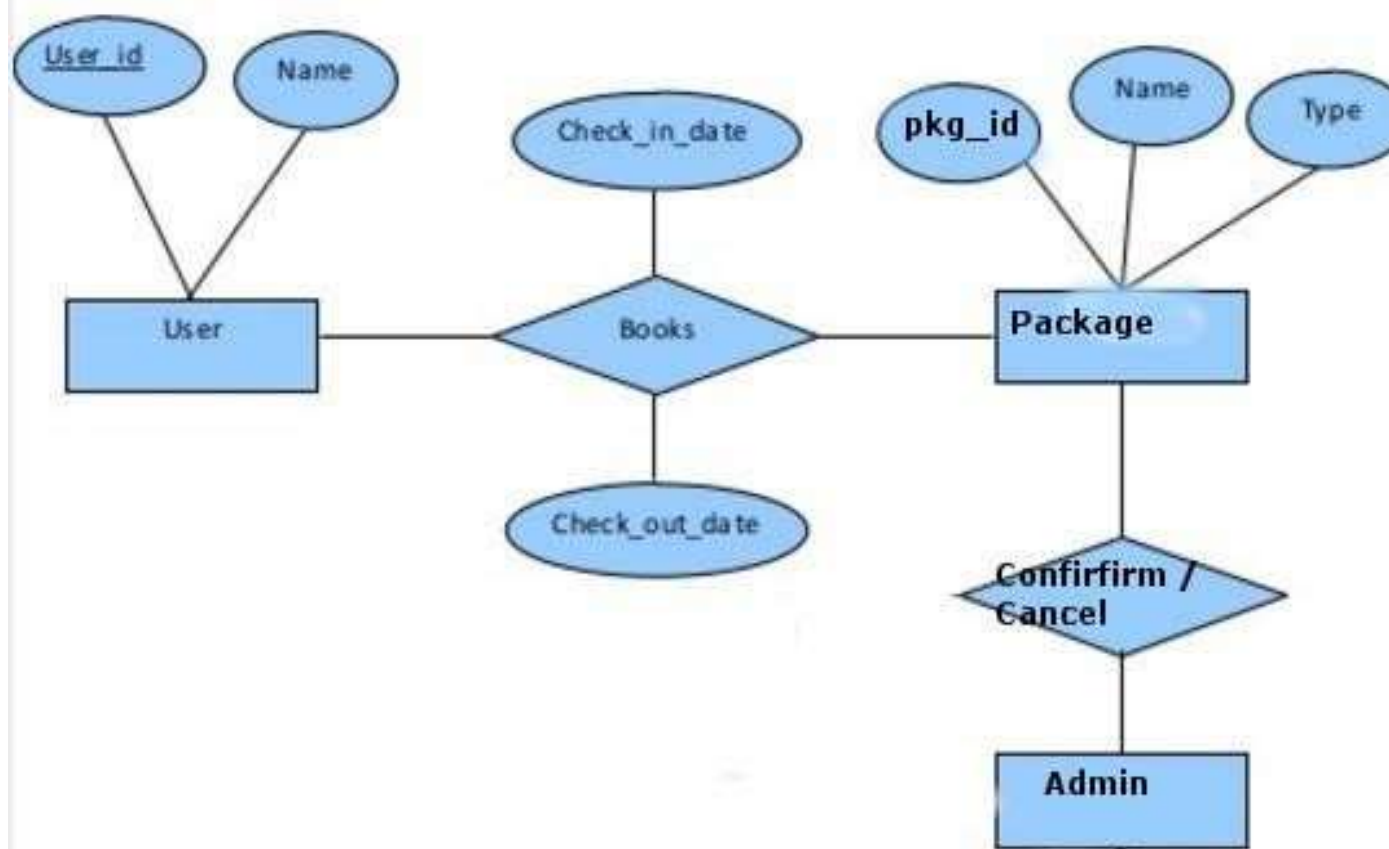 User_id
Name
Check_in_date
pkg_id
Name
Type
User
Books
Package
Check_out_date
Confirfirm /
Cancel
Admin